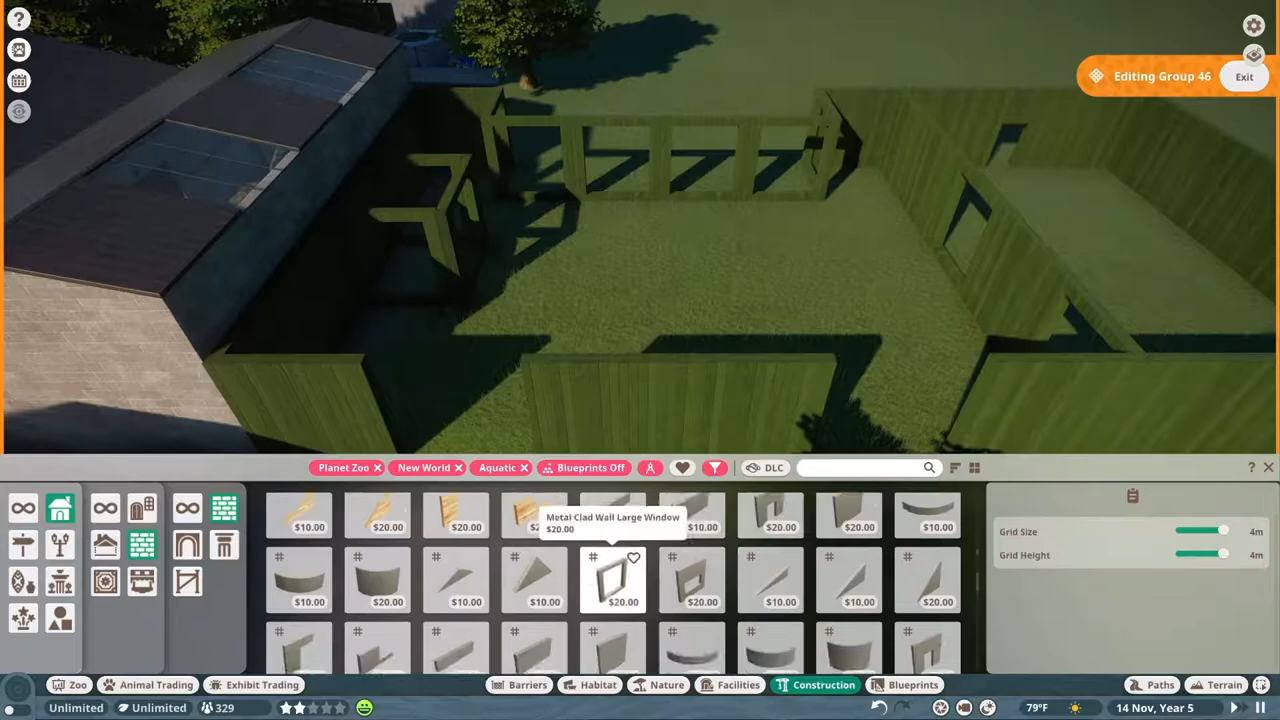 Editing Group 46
Exit
Planet Zoo
New World
Aquatic
Blueprints Off
DLC
$10.00
$20.00
$20.00
$10.00
$20.00
$20.00
$10.00
Metal Clad Wall Large Window
$20.00
$10.00
$20.00
$10.00
$10.00
$20.00
$20.00
$10.00
$10.00
$20.00
Grid Size
4m
Grid Height
4m
Zoo
Animal Trading
Exhibit Trading
Barriers
Habitat
Nature
Facilities
Construction
Blueprints
Paths
Terrain
Unlimited
Unlimited
329
79°F
14 Nov, Year 5